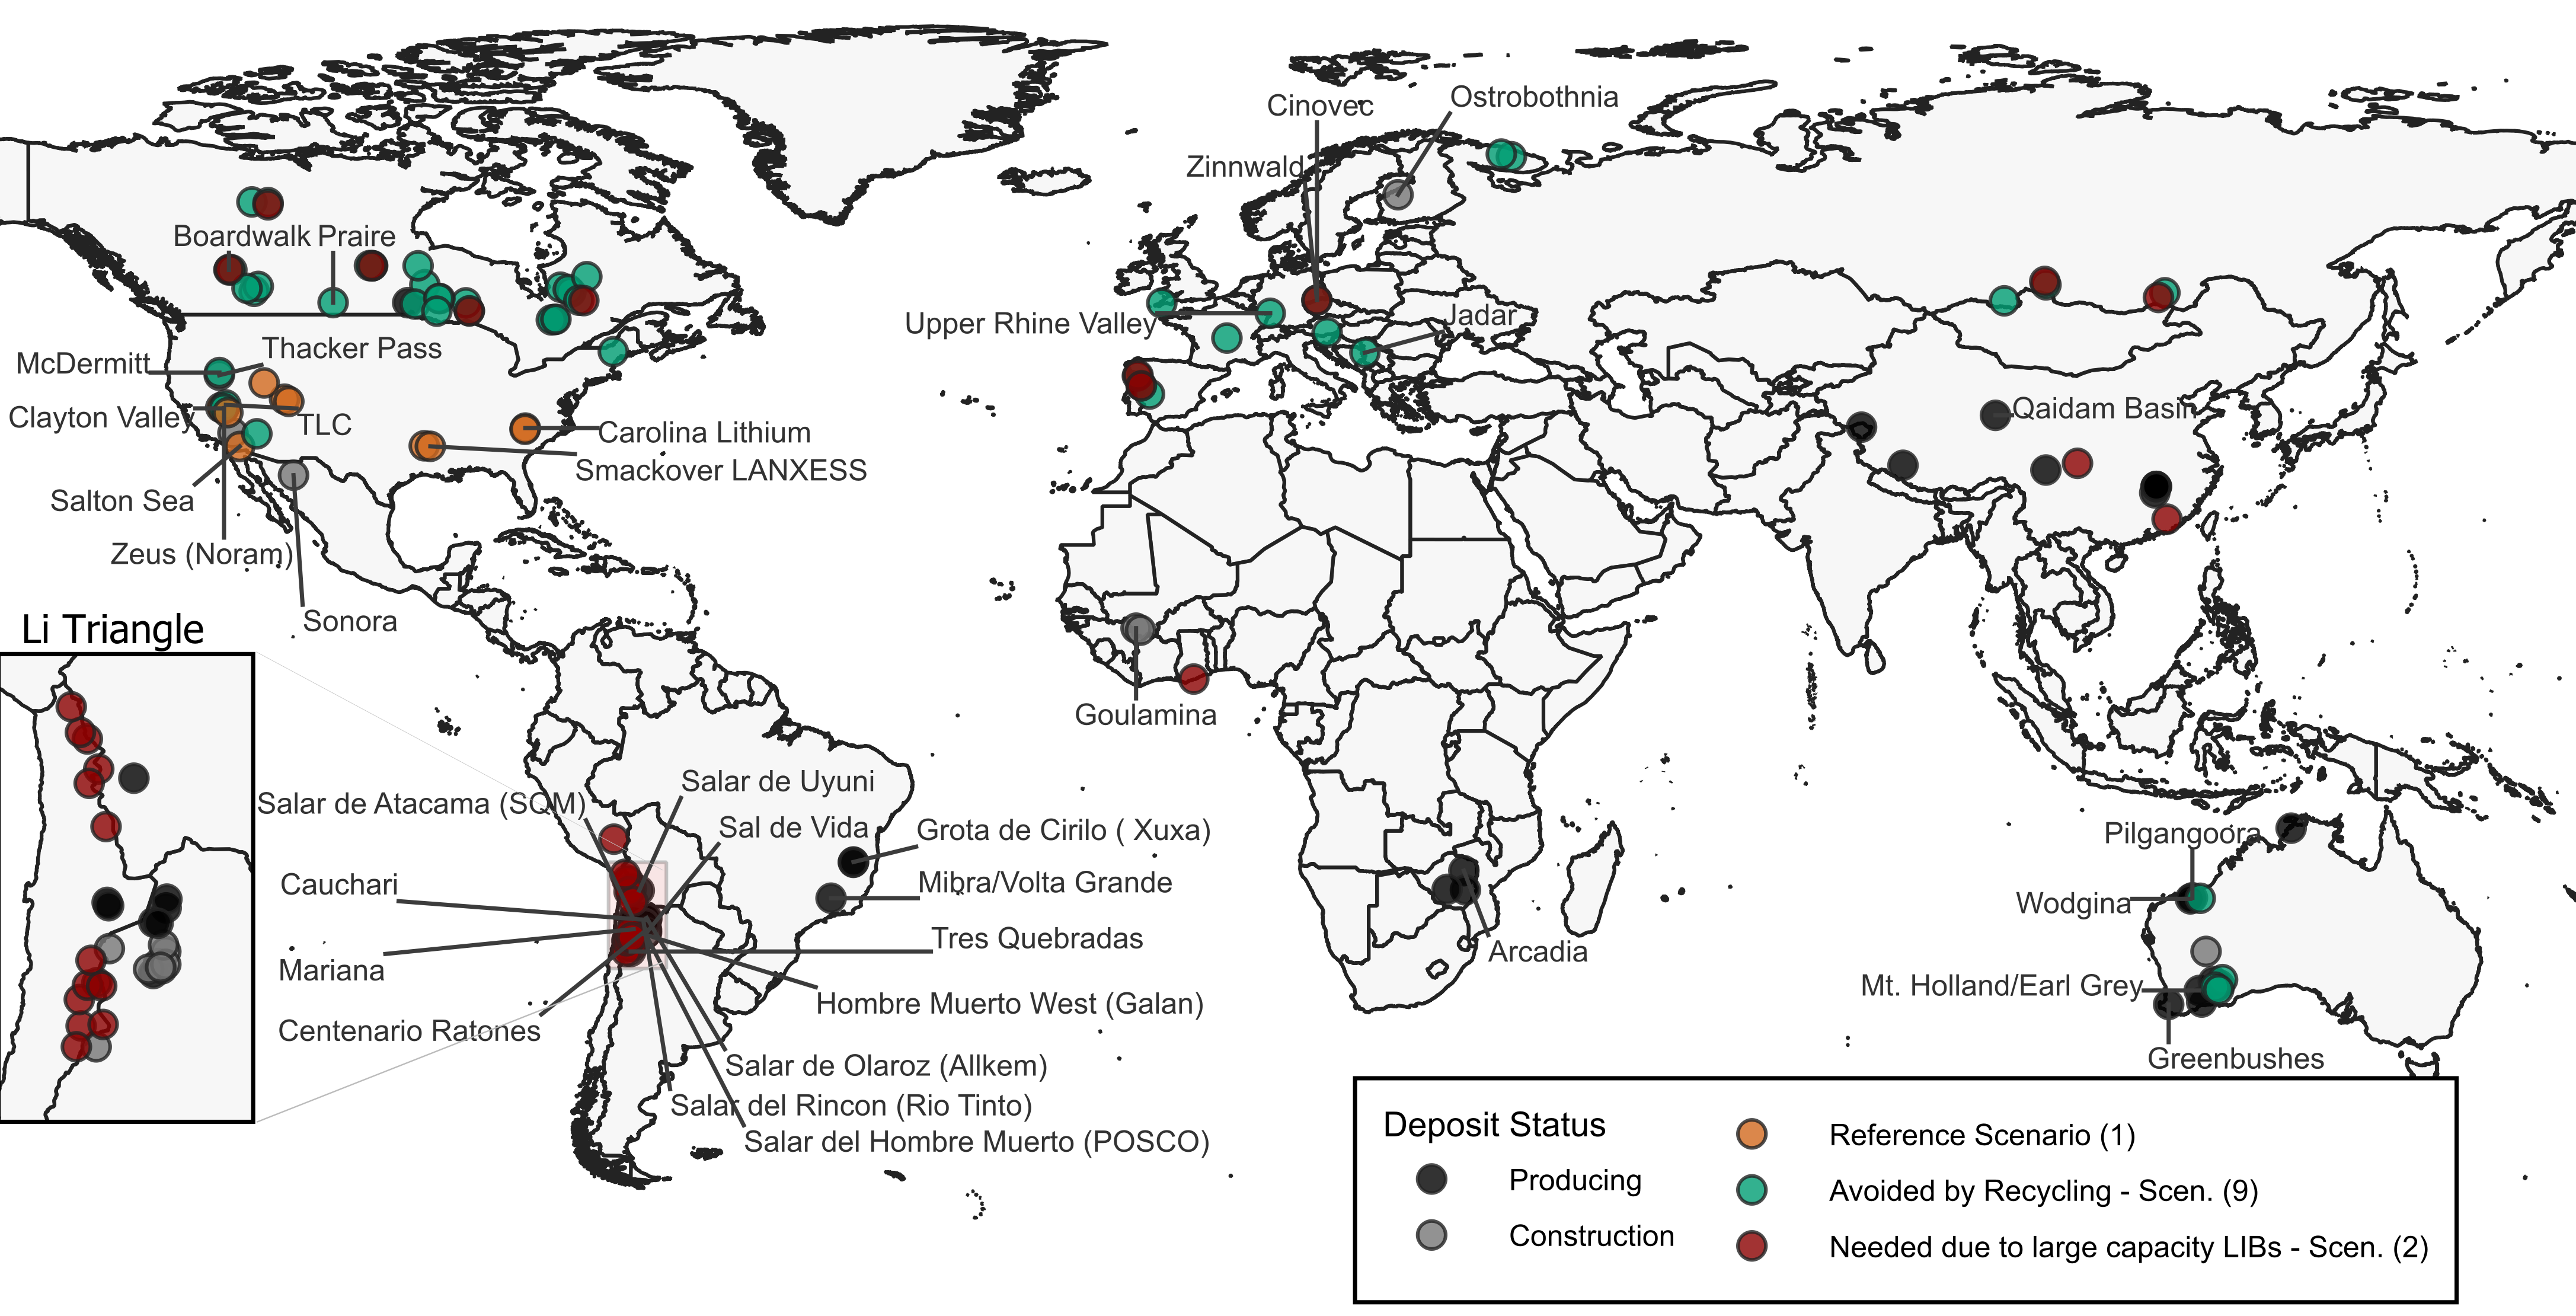 Cinovec
Ostrobothnia
Zinnwald
Boardwalk
Praire
Upper Rhine Valley
Jadar
McDermitt
Thacker Pass
Clayton Valley
TLC
Qaidam Basin
Carolina Lithium
Smackover LANXESS
Salton Sea
Zeus (Noram)
Sonora
Li Triangle
Goulamina
Salar de Uyuni
Salar de Atacama (SQM)
Sal de Vida
Grota de Cirilo ( Xuxa)
Pilgangoora
Cauchari
Mibra/Volta Grande
Wodgina
Tres Quebradas
Arcadia
Mariana
Mt. Holland/Earl Grey
Hombre Muerto West (Galan)
Centenario Ratones
Greenbushes
Salar de Olaroz (Allkem)
Salar del Rincon (Rio Tinto)
Salar del Hombre Muerto (POSCO)
Deposit Status
Producing
Construction
Reference Scenario (1)
Avoided by Recycling - Scen. (9)
Needed due to large capacity LIBs - Scen. (2)